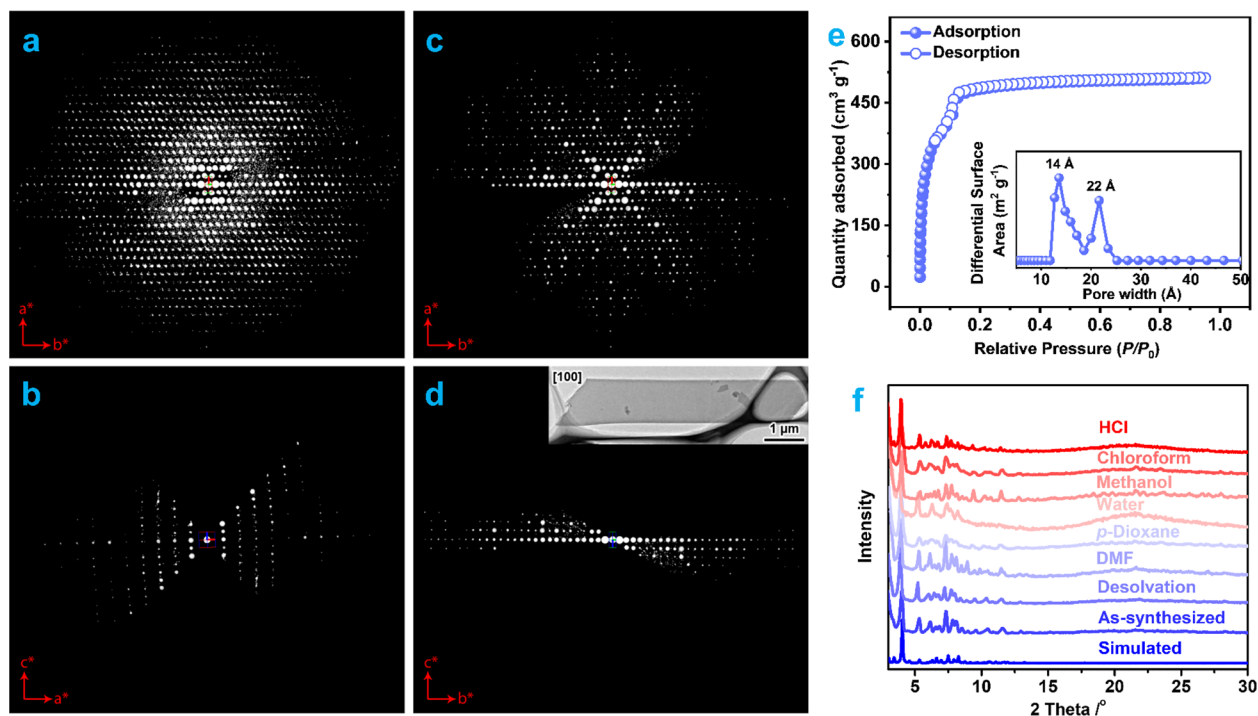 a
a*
b*
c
a*
b*
b
c*
a*
d
[100]
1 µm
c*
b*
e
Adsorption
Desorption
Quantity adsorbed (cm³ g⁻¹)
600
450
300
150
0
0.0 0.2 0.4 0.6 0.8 1.0
Relative Pressure (P/P₀)
Differential Surface
Area (m² g⁻¹)
14 Å
22 Å
10 20 30 40 50
Pore width (Å)
f
Intensity
HCl
Chloroform
Methanol
Water
p-Dioxane
DMF
Desolvation
As-synthesized
Simulated
5 10 15 20 25 30
2 Theta /°